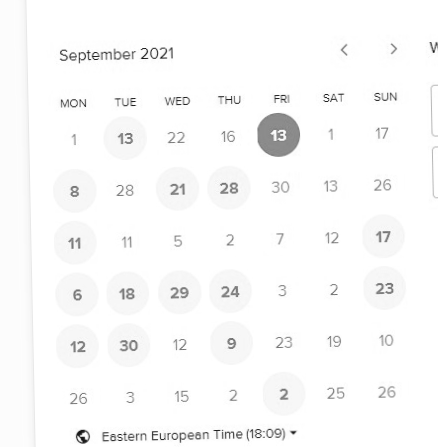 September 2021 < >
MON TUE WED THU FRI SAT SUN
1 13 22 16 13 1 17
8 28 21 28 30 13 26
11 11 5 2 7 12 17
6 18 29 24 3 2 23
12 30 12 9 23 19 10
26 3 15 2 2 25 26
Eastern European Time (18:09)